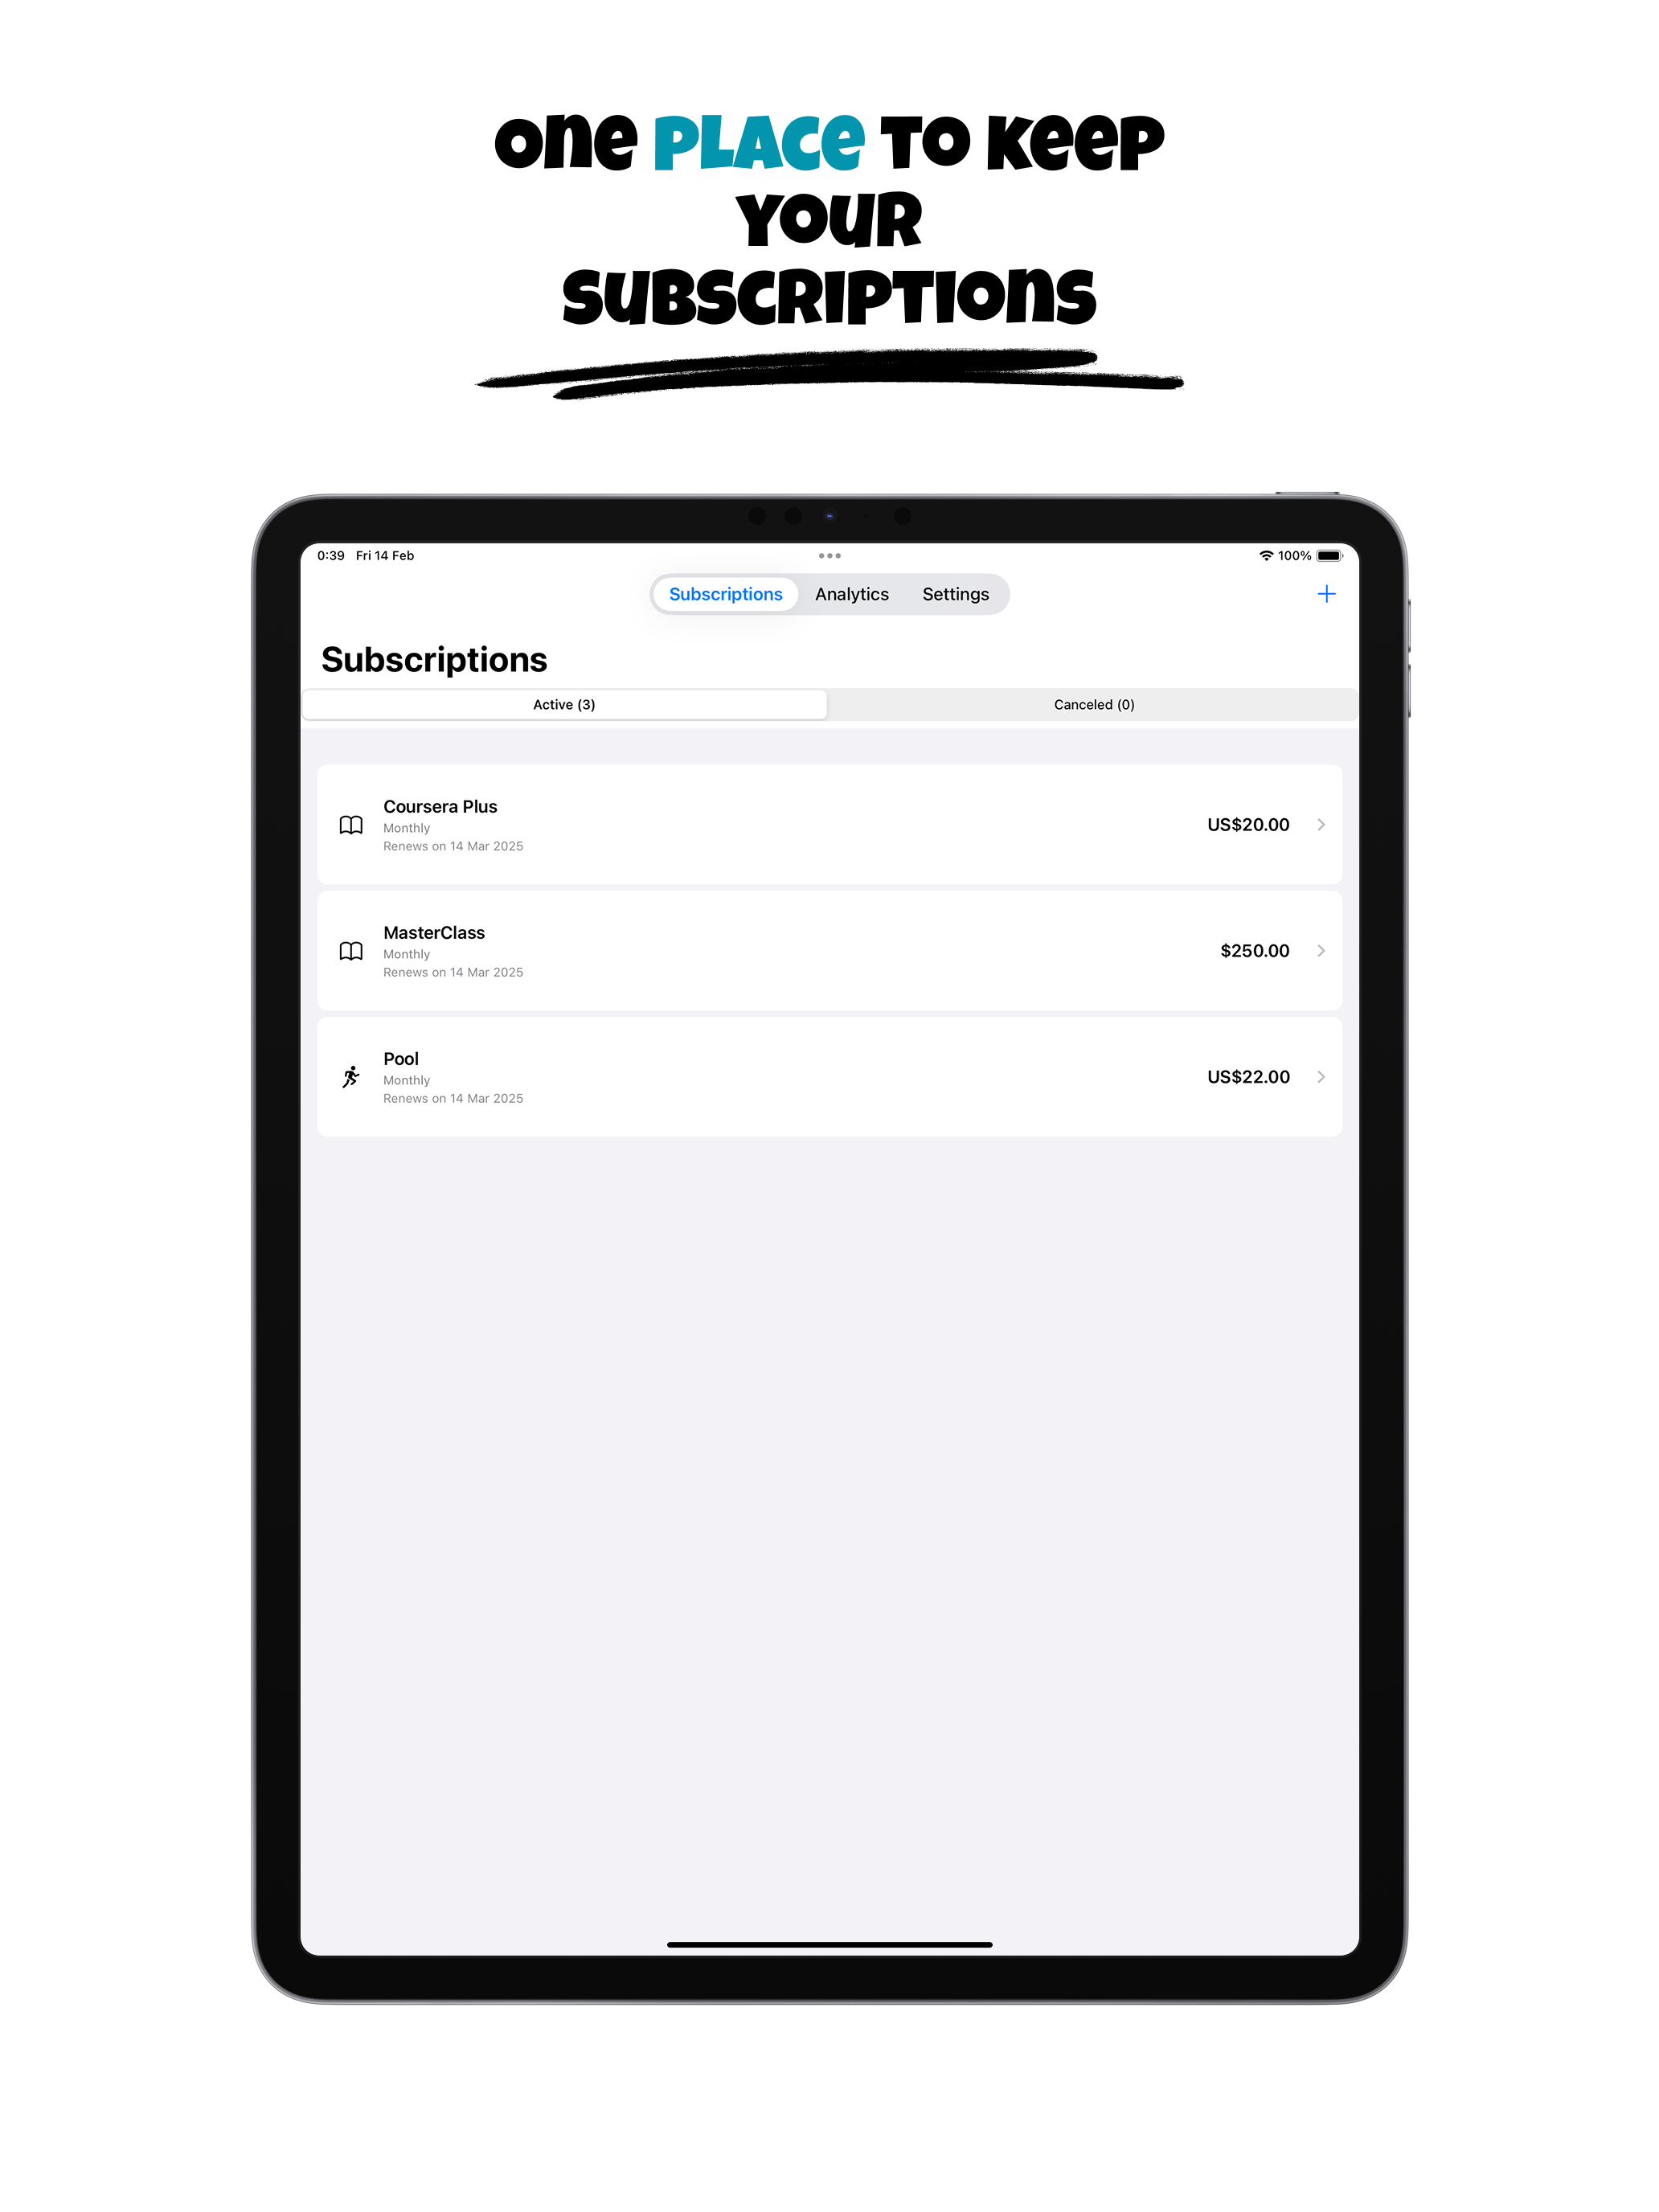 One PLACE TO KEEP
YOUR
SUBSCRIPTIONS
0:39 Fri 14 Feb
100%
Subscriptions Analytics Settings
Subscriptions
Active (3) Canceled (0)
Coursera Plus
Monthly
Renews on 14 Mar 2025
US$20.00
MasterClass
Monthly
Renews on 14 Mar 2025
$250.00
Pool
Monthly
Renews on 14 Mar 2025
US$22.00